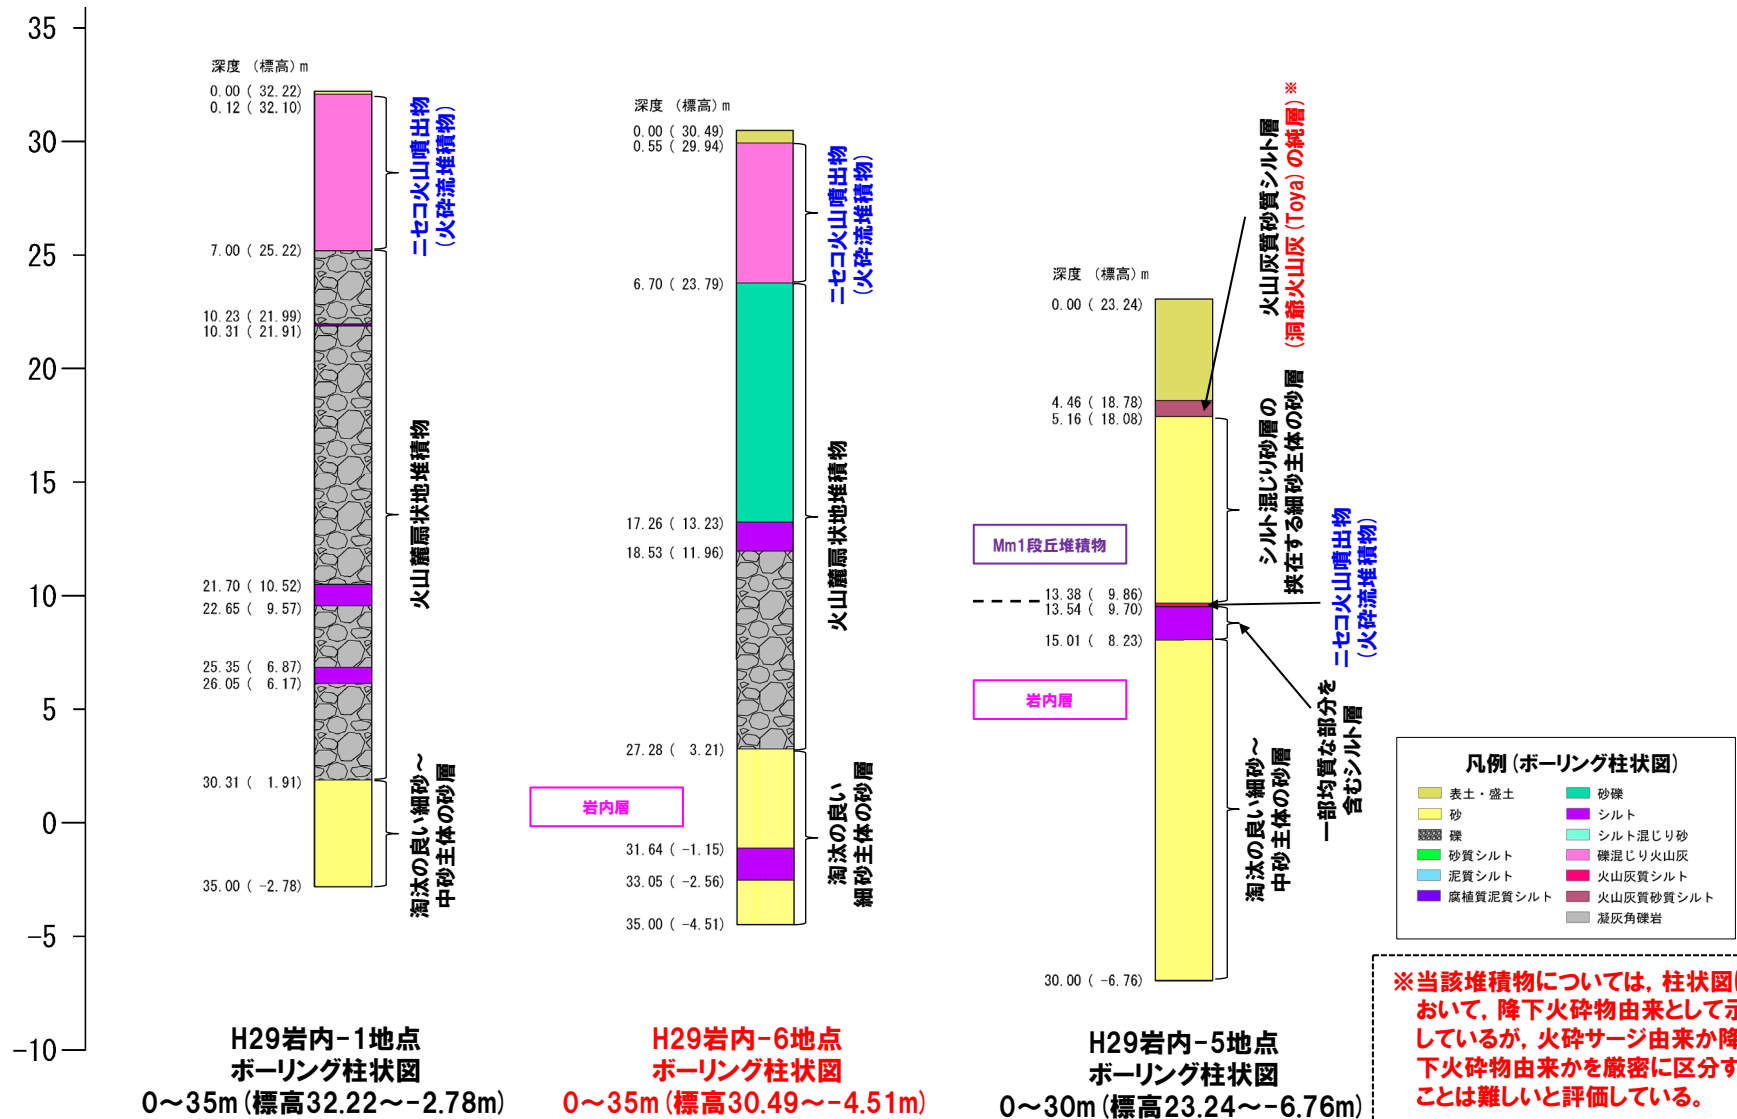 35
30
25
20
15
10
5
0
-5
-10
深度 (標高) m
0.00 ( 32.22)
0.12 ( 32.10)
7.00 ( 25.22)
10.23 ( 21.99)
10.31 ( 21.91)
21.70 ( 10.52)
22.65 ( 9.57)
25.35 ( 6.87)
26.05 ( 6.17)
30.31 ( 1.91)
35.00 ( -2.78)
ニセコ火山噴出物
(火砕流堆積物)
火山麓扇状地堆積物
淘汰の良い細砂～
中砂主体の砂層
H29岩内-1地点
ボーリング柱状図
0～35m(標高32.22～-2.78m)
深度 (標高) m
0.00 ( 30.49)
0.55 ( 29.94)
6.70 ( 23.79)
17.26 ( 13.23)
18.53 ( 11.96)
27.28 ( 3.21)
31.64 ( -1.15)
33.05 ( -2.56)
35.00 ( -4.51)
ニセコ火山噴出物
(火砕流堆積物)
火山麓扇状地堆積物
岩内層
淘汰の良い
細砂主体の砂層
H29岩内-6地点
ボーリング柱状図
0～35m(標高30.49～-4.51m)
深度 (標高) m
0.00 ( 23.24)
4.46 ( 18.78)
5.16 ( 18.08)
13.38 ( 9.86)
13.54 ( 9.70)
15.01 ( 8.23)
30.00 ( -6.76)
火山灰質砂質シルト層
(洞爺火山灰(Toya)の純層)※
シルト混じり砂層の
挟在する細砂主体の砂層
Mm1段丘堆積物
ニセコ火山噴出物
(火砕流堆積物)
岩内層
一部均質な部分を
含むシルト層
淘汰の良い細砂～
中砂主体の砂層
H29岩内-5地点
ボーリング柱状図
0～30m(標高23.24～-6.76m)
凡例(ボーリング柱状図)
表土・盛土
砂
礫
砂質シルト
泥質シルト
腐植質泥質シルト
砂礫
シルト
シルト混じり砂
礫混じり火山灰
火山灰質シルト
火山灰質砂質シルト
凝灰角礫岩
※当該堆積物については, 柱状図
おいて, 降下火砕物由来として示
しているが, 火砕サージ由来か降
下火砕物由来かを厳密に区分す
ことは難しいと評価している。